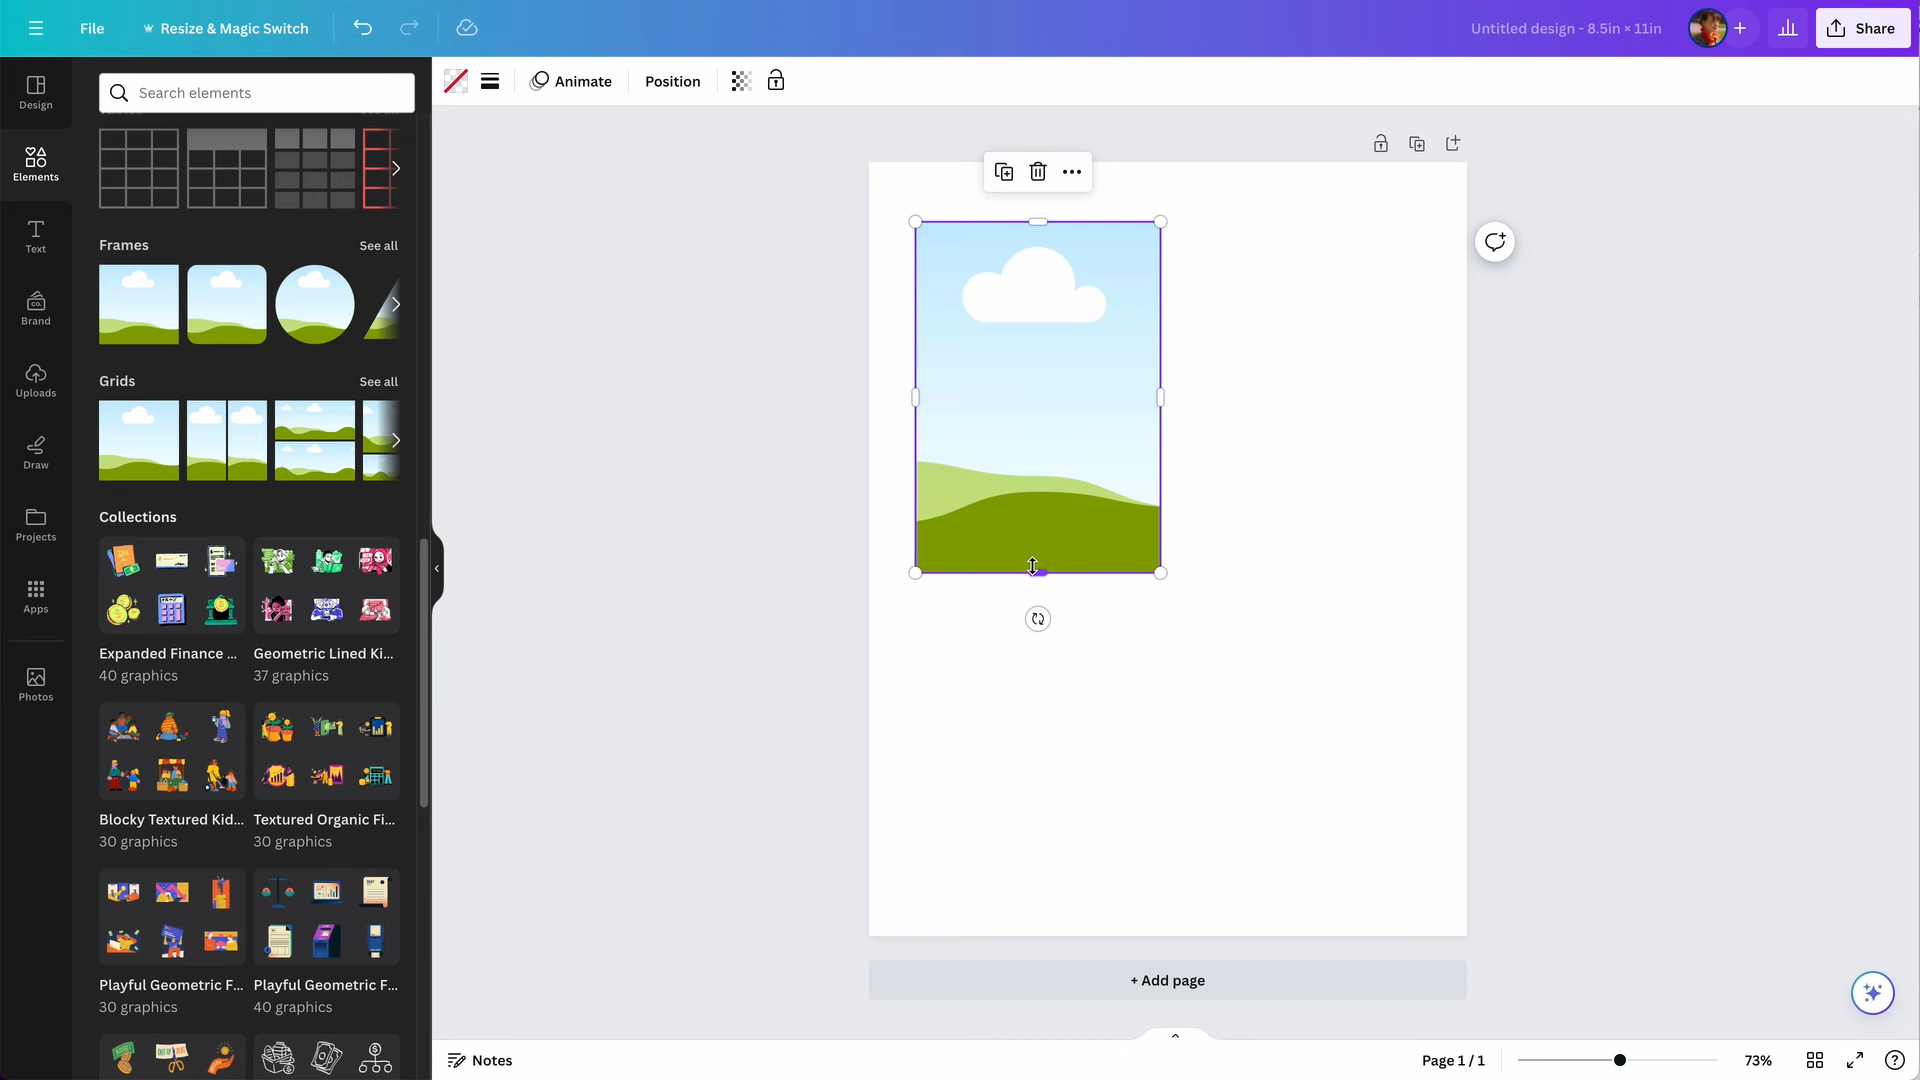 File
Resize & Magic Switch
Untitled design - 8.5in × 11in
Share
Design
Elements
Text
Brand
Uploads
Draw
Projects
Apps
Photos
Search elements
Frames
See all
Grids
See all
Collections
Expanded Finance ...
40 graphics
Geometric Lined Ki...
37 graphics
Blocky Textured Kid...
30 graphics
Textured Organic Fi...
30 graphics
Playful Geometric F...
30 graphics
Playful Geometric F...
40 graphics
Animate
Position
+ Add page
Notes
Page 1 / 1
73%